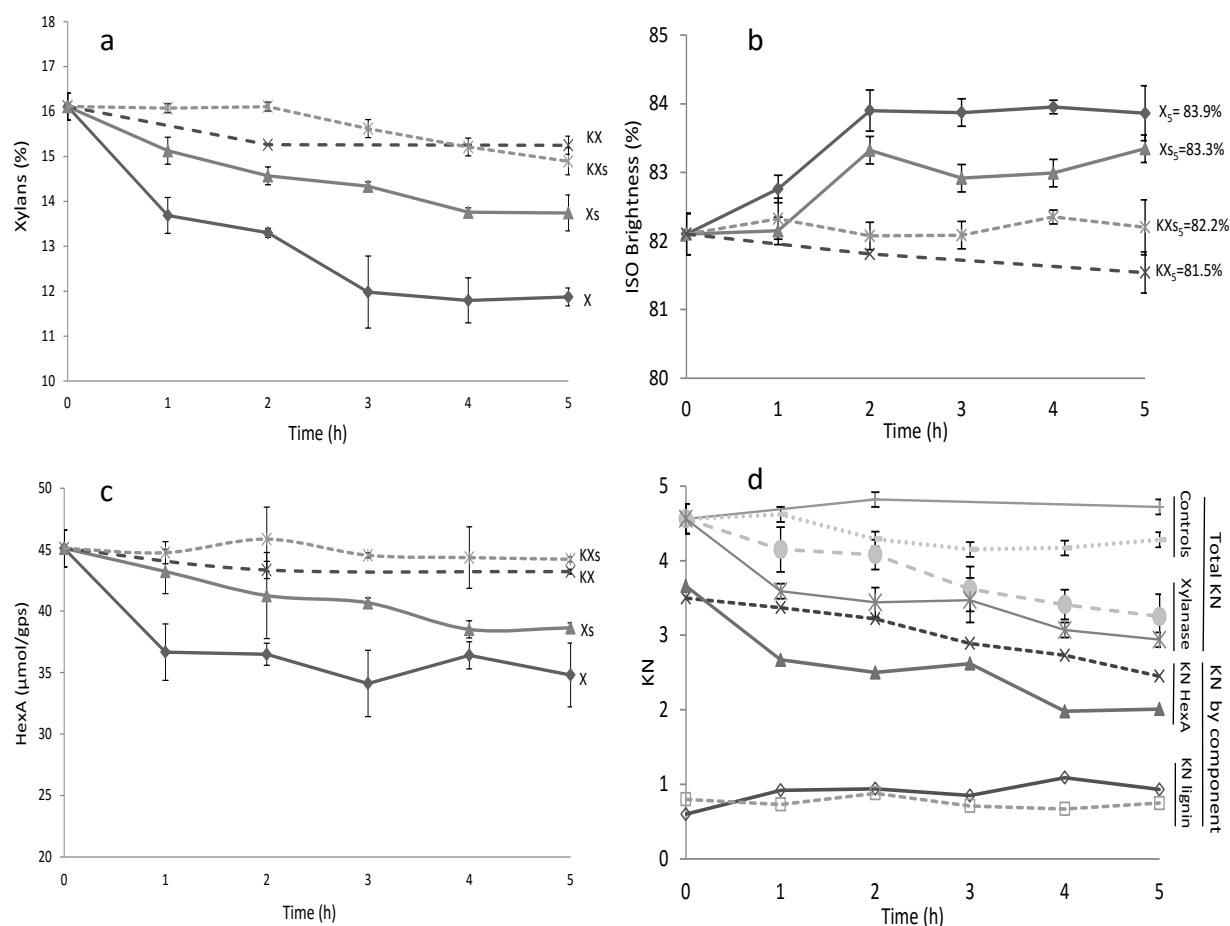 a
Xylans (%)
18
17
16
15
14
13
12
11
10
0 1 2 3 4 5
Time (h)
KX
KXs
Xs
X
b
ISO Brightness (%)
85
84
83
82
81
80
0 1 2 3 4 5
Time (h)
X5= 83.9%
Xs5=83.3%
KXs5=82.2%
KX5=81.5%
c
HexA (µmol/gps)
50
45
40
35
30
25
20
0 1 2 3 4 5
Time (h)
KXs
KX
Xs
X
d
KN
5
4
3
2
1
0
0 1 2 3 4 5
Time (h)
Controls
Xylanase
Total KN
KN HexA
KN lignin
KN by component